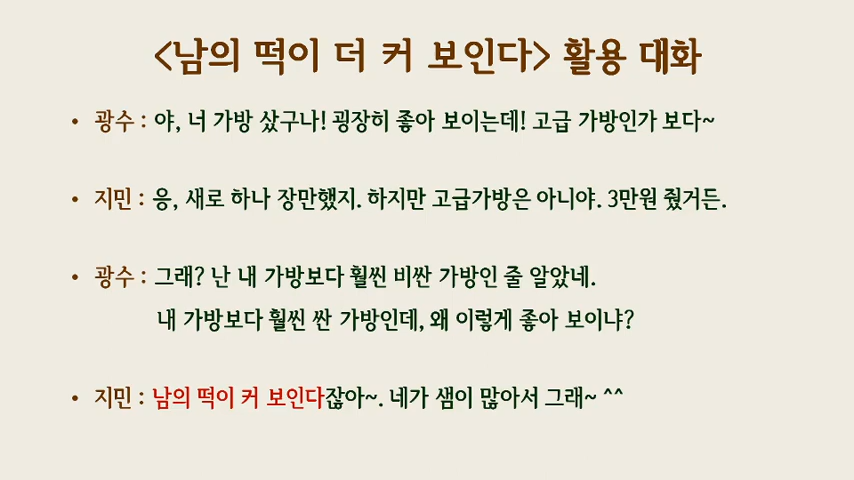 <남의 떡이 더 커 보인다> 활용 대화
• 광수 : 야, 너 가방 샀구나! 굉장히 좋아 보이는데! 고급 가방인가 보다~
• 지민 : 응, 새로 하나 장만했지. 하지만 고급가방은 아니야. 3만원 줬거든.
• 광수 : 그래? 난 내 가방보다 훨씬 비싼 가방인 줄 알았네.
내 가방보다 훨씬 싼 가방인데, 왜 이렇게 좋아 보이냐?
• 지민 : 남의 떡이 커 보인다잖아~. 네가 샘이 많아서 그래~ ^^